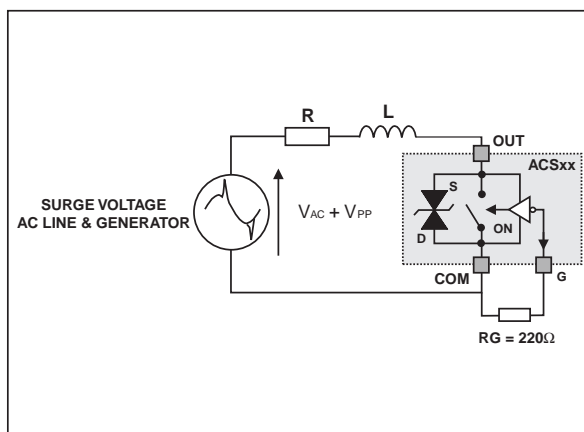 R
L
OUT
ACSxx
S
SURGE VOLTAGE
AC LINE & GENERATOR
VAC + VPP
ON
D
COM
G
RG = 220Ω